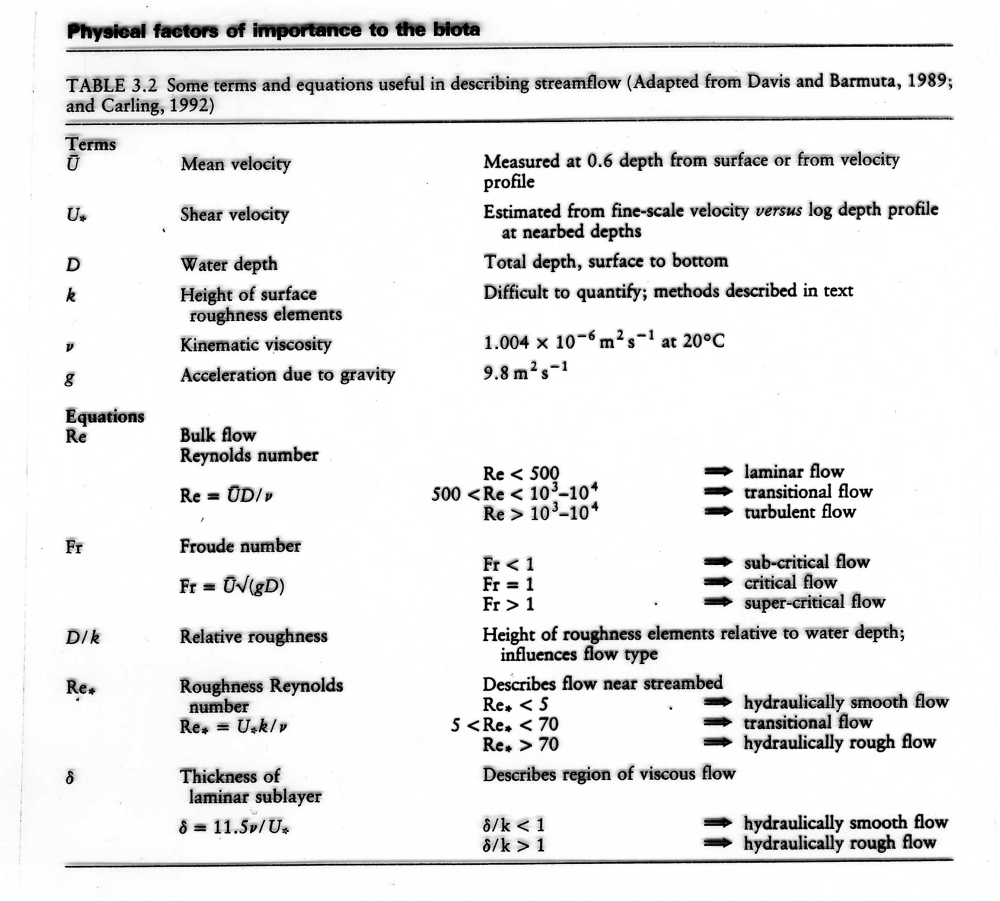 Physical factors of importance to the biota
TABLE 3.2 Some terms and equations useful in describing streamflow (Adapted from Davis and Barmuta, 1989;
and Carling, 1992)
Terms
Ū Mean velocity Measured at 0.6 depth from surface or from velocity
profile
U* Shear velocity Estimated from fine-scale velocity versus log depth profile
at nearbed depths
D Water depth Total depth, surface to bottom
k Height of surface Difficult to quantify; methods described in text
roughness elements
ν Kinematic viscosity 1.004 × 10⁻⁶ m² s⁻¹ at 20°C
g Acceleration due to gravity 9.8 m² s⁻¹
Equations
Re Bulk flow
Reynolds number
Re < 500 ⟹ laminar flow
Re = ŪD/ν 500 < Re < 10³–10⁴ ⟹ transitional flow
Re > 10³–10⁴ ⟹ turbulent flow
Fr Froude number
Fr < 1 ⟹ sub-critical flow
Fr = Ū√(gD) Fr = 1 ⟹ critical flow
Fr > 1 ⟹ super-critical flow
D/k Relative roughness Height of roughness elements relative to water depth;
influences flow type
Re* Roughness Reynolds Describes flow near streambed
number Re* < 5 ⟹ hydraulically smooth flow
Re* = U*k/ν 5 < Re* < 70 ⟹ transitional flow
Re* > 70 ⟹ hydraulically rough flow
δ Thickness of Describes region of viscous flow
laminar sublayer
δ = 11.5ν/U* δ/k < 1 ⟹ hydraulically smooth flow
δ/k > 1 ⟹ hydraulically rough flow